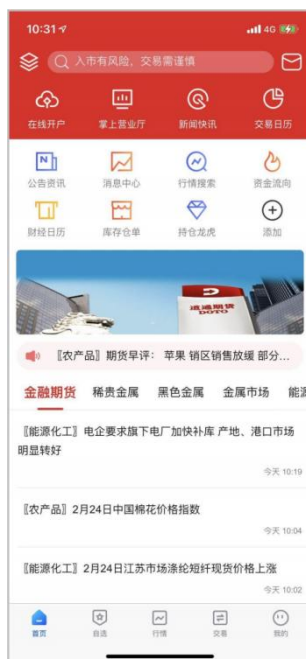 10:31
4G
入市有风险，交易需谨慎
在线开户 掌上营业厅 新闻快讯 交易日历
公告资讯 消息中心 行情搜索 资金流向
财经日历 库存仓单 持仓龙虎 添加
道通期货
DOTO
〖农产品〗期货早评： 苹果 销区销售放缓 部分...
金融期货 稀贵金属 黑色金属 金属市场 能源
〖能源化工〗电企要求旗下电厂加快补库 产地、港口市场
明显转好
今天 10:19
〖农产品〗2月24日中国棉花价格指数
今天 10:04
〖能源化工〗2月24日江苏市场涤纶短纤现货价格上涨
今天 10:02
首页 自选 行情 交易 我的